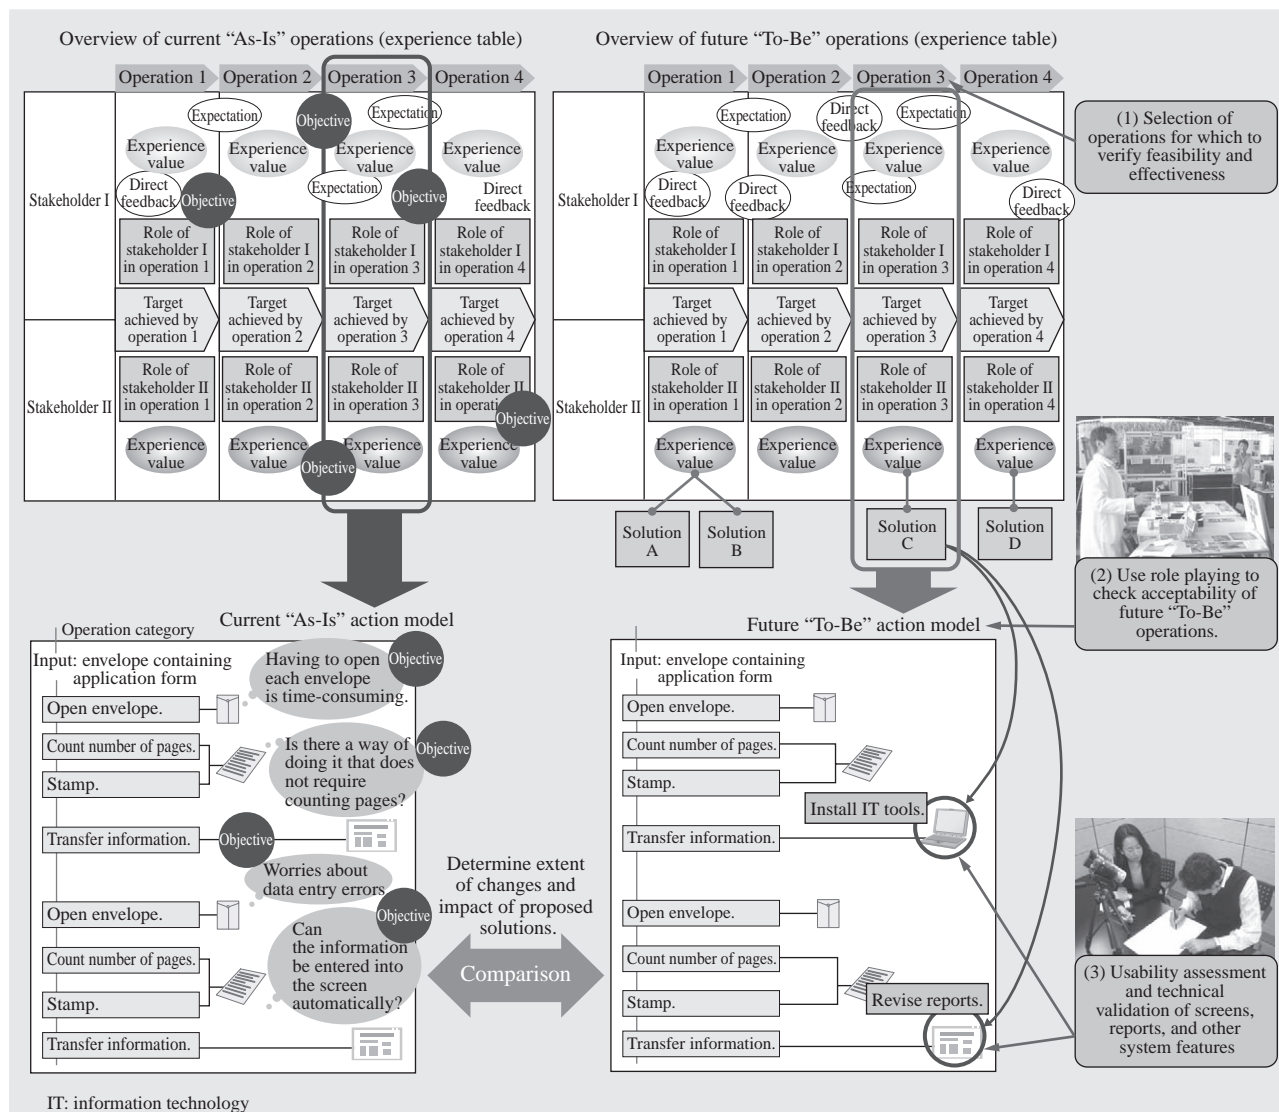 Overview of current “As-Is” operations (experience table)
Operation 1
Operation 2
Operation 3
Operation 4
Stakeholder I
Stakeholder II
Expectation
Objective
Expectation
Experience
value
Experience
value
Experience
value
Experience
value
Direct
feedback
Objective
Expectation
Objective
Direct
feedback
Role of
stakeholder I
in operation 1
Role of
stakeholder I
in operation 2
Role of
stakeholder I
in operation 3
Role of
stakeholder I
in operation 4
Target
achieved by
operation 1
Target
achieved by
operation 2
Target
achieved by
operation 3
Target
achieved by
operation 4
Role of
stakeholder II
in operation 1
Role of
stakeholder II
in operation 2
Role of
stakeholder II
in operation 3
Role of
stakeholder II
in operati
Objective
Experience
value
Experience
value
Objective
Experience
value
Experience
value
Overview of future “To-Be” operations (experience table)
Operation 1
Operation 2
Operation 3
Operation 4
Stakeholder I
Stakeholder II
Expectation
Direct
feedback
Expectation
Experience
value
Experience
value
Experience
value
Experience
value
Direct
feedback
Direct
feedback
Expectation
Direct
feedback
Role of
stakeholder I
in operation 1
Role of
stakeholder I
in operation 2
Role of
stakeholder I
in operation 3
Role of
stakeholder I
in operation 4
Target
achieved by
operation 1
Target
achieved by
operation 2
Target
achieved by
operation 3
Target
achieved by
operation 4
Role of
stakeholder II
in operation 1
Role of
stakeholder II
in operation 2
Role of
stakeholder II
in operation 3
Role of
stakeholder II
in operation 4
Experience
value
Experience
value
Experience
value
Experience
value
Solution
A
Solution
B
Solution
C
Solution
D
(1) Selection of
operations for which to
verify feasibility and
effectiveness
(2) Use role playing to
check acceptability of
future “To-Be”
operations.
(3) Usability assessment
and technical
validation of screens,
reports, and other
system features
Current “As-Is” action model
Operation category
Input: envelope containing
application form
Having to open
each envelope
is time-consuming.
Objective
Open envelope.
Count number of pages.
Stamp.
Is there a way of
doing it that does
not require
counting pages?
Objective
Transfer information.
Objective
Worries about
data entry errors
Open envelope.
Objective
Can
the information
be entered into
the screen
automatically?
Count number of pages.
Stamp.
Transfer information.
Determine extent
of changes and
impact of proposed
solutions.
Comparison
Future “To-Be” action model
Input: envelope containing
application form
Open envelope.
Count number of pages.
Stamp.
Install IT tools.
Transfer information.
Open envelope.
Count number of pages.
Stamp.
Revise reports.
Transfer information.
IT: information technology